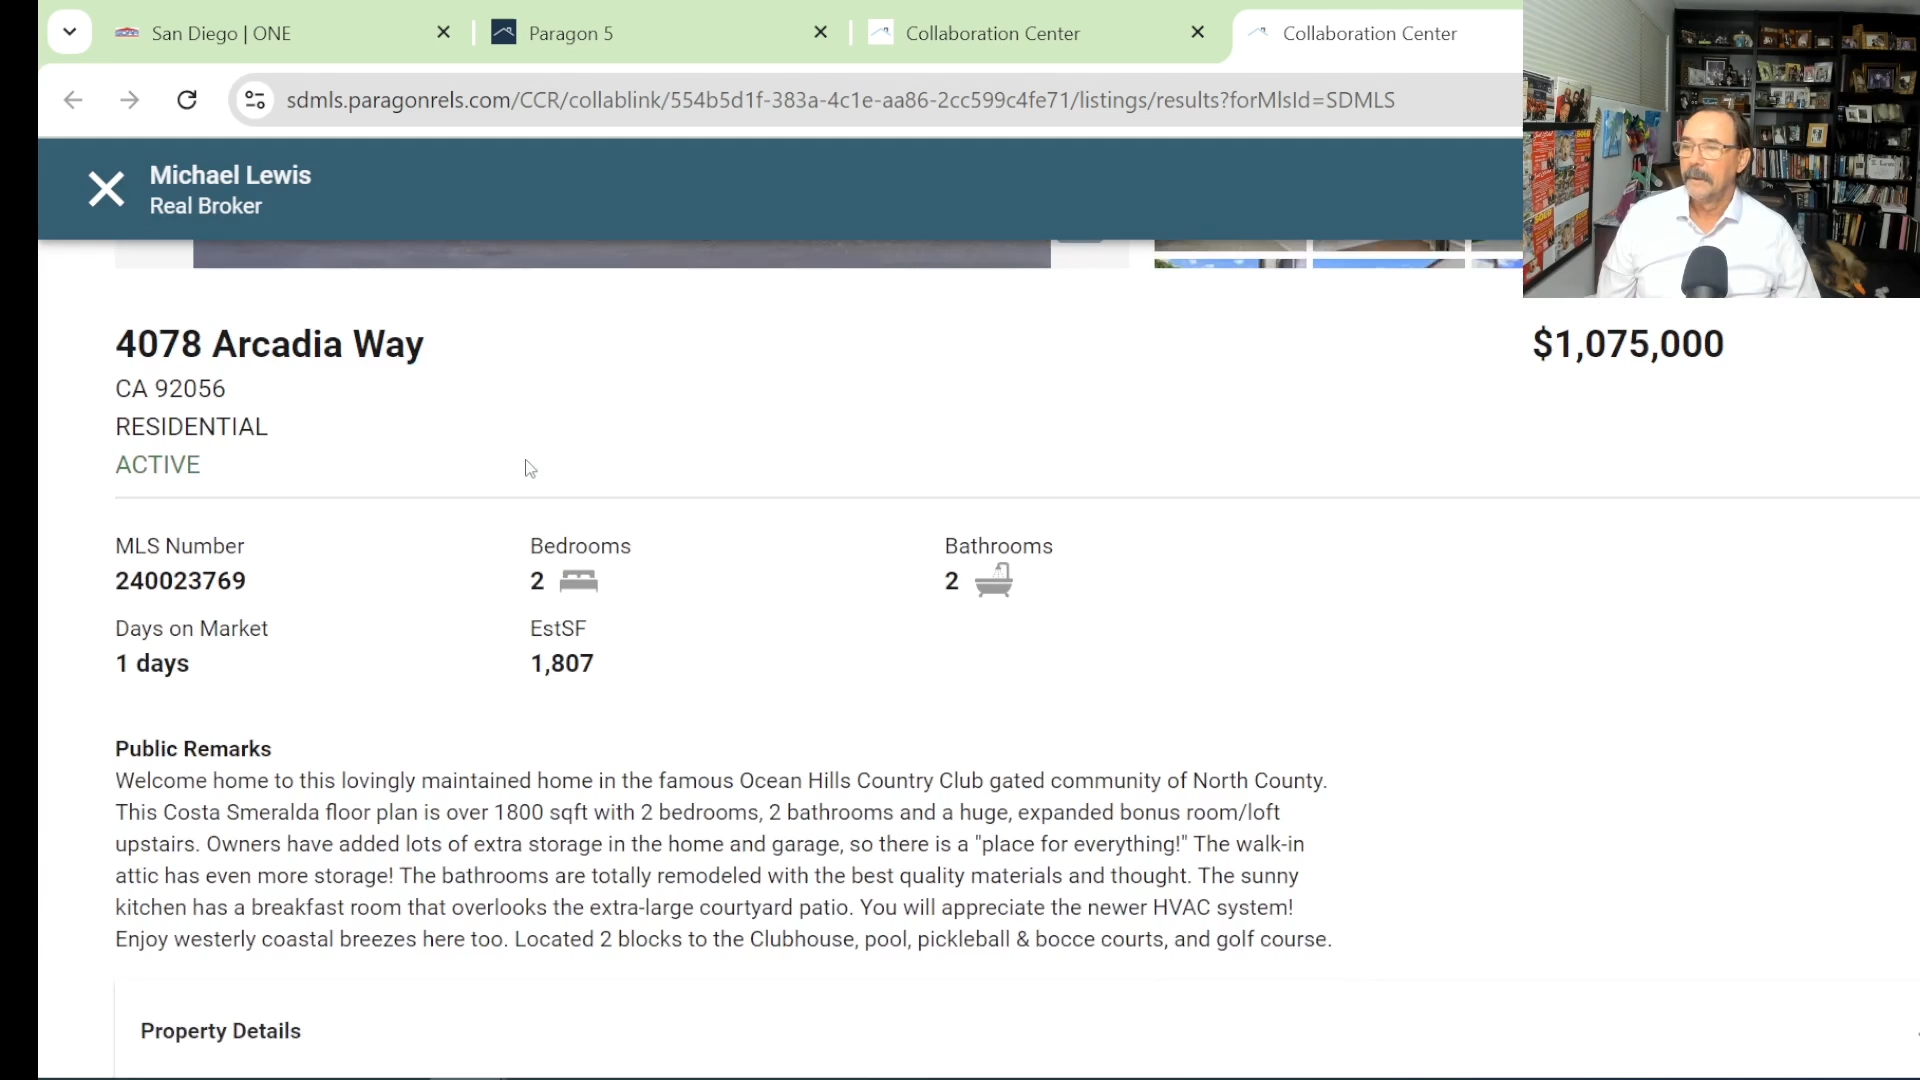 San Diego | ONE
Paragon 5
Collaboration Center
Collaboration Center
sdmls.paragonrels.com/CCR/collablink/554b5d1f-383a-4c1e-aa86-2cc599c4fe71/listings/results?forMlsId=SDMLS
Michael Lewis
Real Broker
4078 Arcadia Way
$1,075,000
CA 92056
RESIDENTIAL
ACTIVE
MLS Number
Bedrooms
Bathrooms
240023769
2
2
Days on Market
EstSF
1 days
1,807
Public Remarks
Welcome home to this lovingly maintained home in the famous Ocean Hills Country Club gated community of North County.
This Costa Smeralda floor plan is over 1800 sqft with 2 bedrooms, 2 bathrooms and a huge, expanded bonus room/loft
upstairs. Owners have added lots of extra storage in the home and garage, so there is a "place for everything!" The walk-in
attic has even more storage! The bathrooms are totally remodeled with the best quality materials and thought. The sunny
kitchen has a breakfast room that overlooks the extra-large courtyard patio. You will appreciate the newer HVAC system!
Enjoy westerly coastal breezes here too. Located 2 blocks to the Clubhouse, pool, pickleball & bocce courts, and golf course.
Property Details